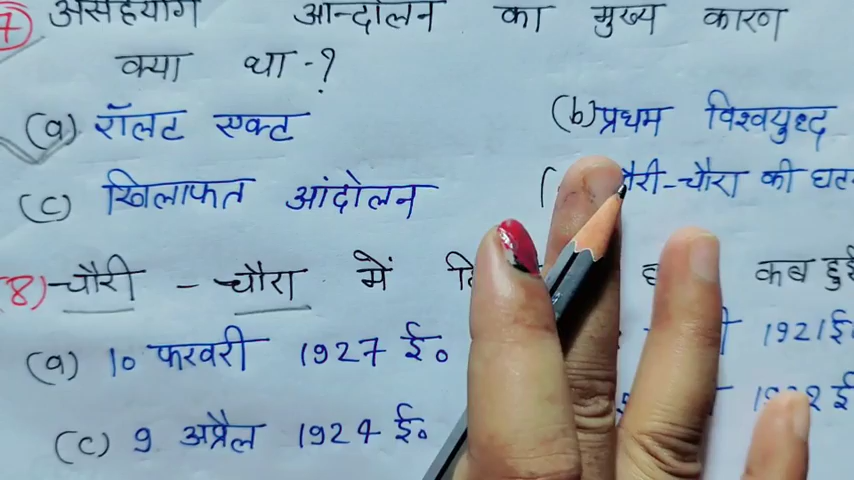 7 असहयोग आन्दोलन का मुख्य कारण
क्या था -?
(a) रॉलट एक्ट (b) प्रथम विश्वयुध्द
(c) खिलाफत आंदोलन ( चौरी-चौरा की
(8) चौरी - चौरा में कब
(a) 10 फरवरी 1927 ई० 1921 ई
(c) 9 अप्रैल 1924 ई०